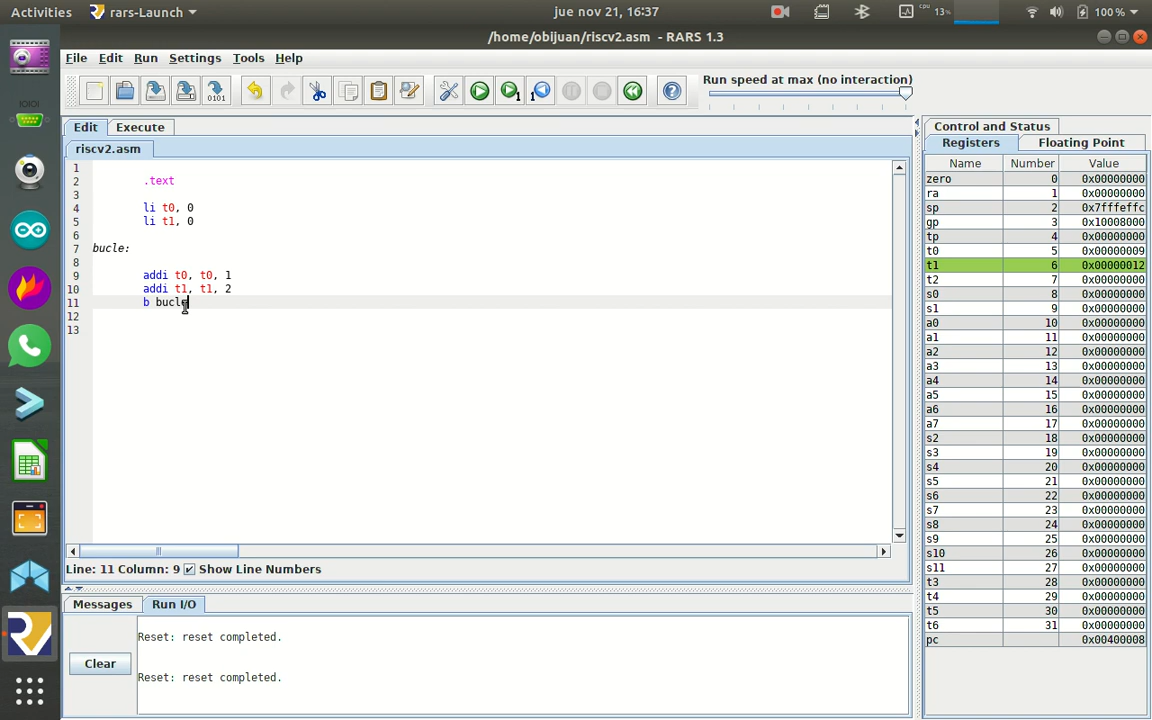 Activities rars-Launch jue nov 21, 16:37 cpu 13% 100%
/home/obijuan/riscv2.asm - RARS 1.3
File Edit Run Settings Tools Help
Run speed at max (no interaction)
Edit Execute
riscv2.asm
1
2 .text
3
4 li t0, 0
5 li t1, 0
6
7 bucle:
8
9 addi t0, t0, 1
10 addi t1, t1, 2
11 b bucle
12
13
Line: 11 Column: 9 Show Line Numbers
Messages Run I/O
Clear
Reset: reset completed.
Reset: reset completed.
Control and Status
Registers Floating Point
Name Number Value
zero 0 0x00000000
ra 1 0x00000000
sp 2 0x7fffeffc
gp 3 0x10008000
tp 4 0x00000000
t0 5 0x00000009
t1 6 0x00000012
t2 7 0x00000000
s0 8 0x00000000
s1 9 0x00000000
a0 10 0x00000000
a1 11 0x00000000
a2 12 0x00000000
a3 13 0x00000000
a4 14 0x00000000
a5 15 0x00000000
a6 16 0x00000000
a7 17 0x00000000
s2 18 0x00000000
s3 19 0x00000000
s4 20 0x00000000
s5 21 0x00000000
s6 22 0x00000000
s7 23 0x00000000
s8 24 0x00000000
s9 25 0x00000000
s10 26 0x00000000
s11 27 0x00000000
t3 28 0x00000000
t4 29 0x00000000
t5 30 0x00000000
t6 31 0x00000000
pc 0x00400008